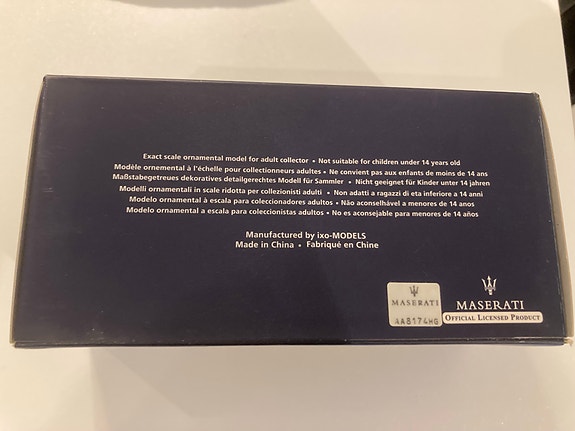 Exact scale ornamental model for adult collector • Not suitable for children under 14 years old
Modèle ornemental à l'échelle pour collectionneurs adultes • Ne convient pas aux enfants de moins de 14 ans
Maßstabegetreues dekoratives detailgerechtes Modell für Sammler • Nicht geeignet für Kinder unter 14 jahren
Modelli ornamentali in scale ridotta per collezionisti adulti • Non adatti a ragazzi di eta inferiore a 14 anni
Modelo ornamental à escala para coleccionadores adultos • Não aconselhável a menores de 14 anos
Modelo ornamental a escala para coleccionistas adultos • No es aconsejable para menores de 14 años
Manufactured by ixo-MODELS
Made in China • Fabriqué en Chine
MASERATI
AA8174HG
MASERATI
OFFICIAL LICENSED PRODUCT